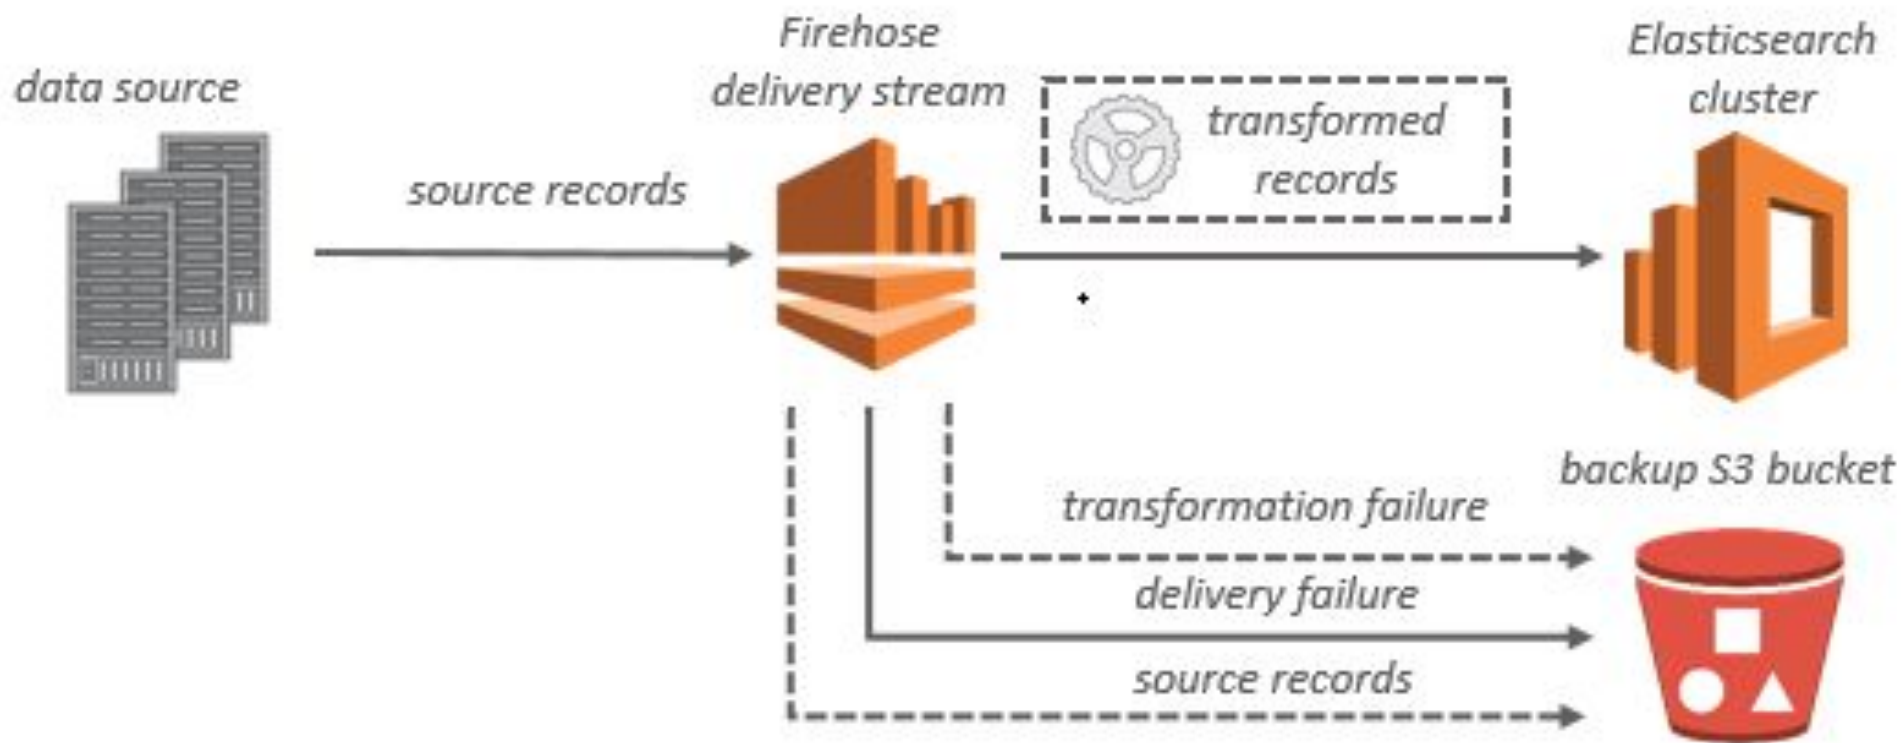 data source
source records
Firehose
delivery stream
transformed
records
Elasticsearch
cluster
backup S3 bucket
transformation failure
delivery failure
source records